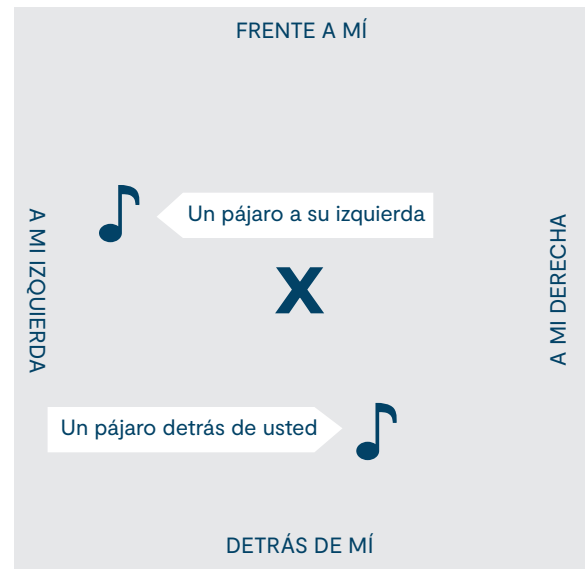 FRENTE A MÍ
Un pájaro a su izquierda
A MI IZQUIERDA
X
A MI DERECHA
Un pájaro detrás de usted
DETRÁS DE MÍ